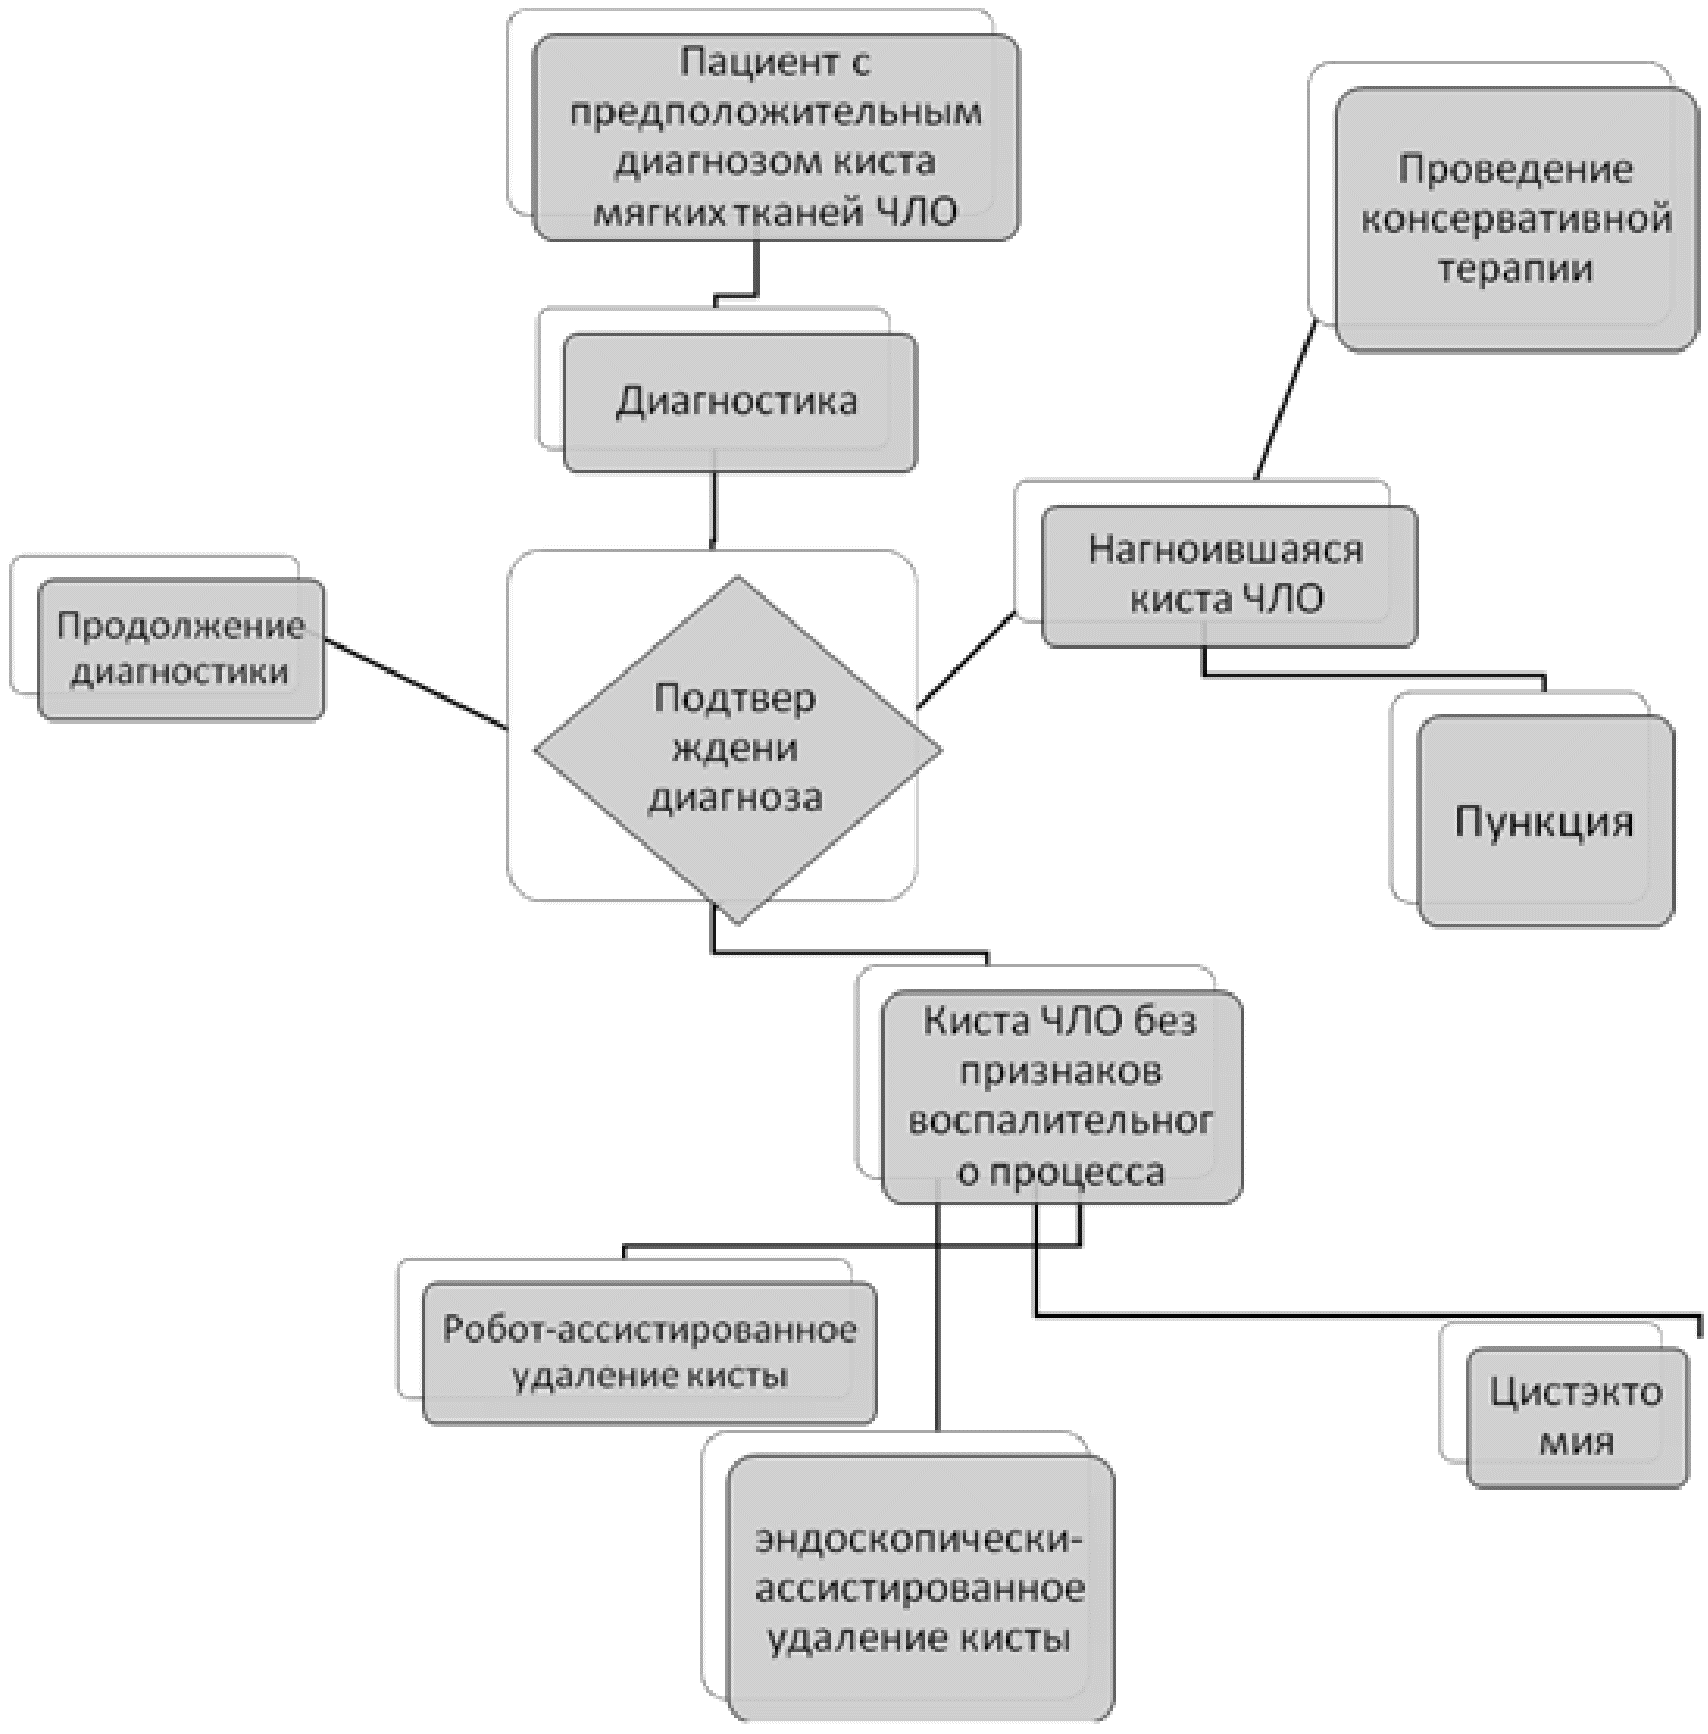 Пациент с
предположительным
диагнозом киста
мягких тканей ЧЛО
Проведение
консервативной
терапии
Диагностика
Нагноившаяся
киста ЧЛО
Продолжение
диагностики
Подтвер
ждени
диагноза
Пункция
Киста ЧЛО без
признаков
воспалительног
о процесса
Робот-ассистированное
удаление кисты
Цистэкто
мия
эндоскопически-
ассистированное
удаление кисты